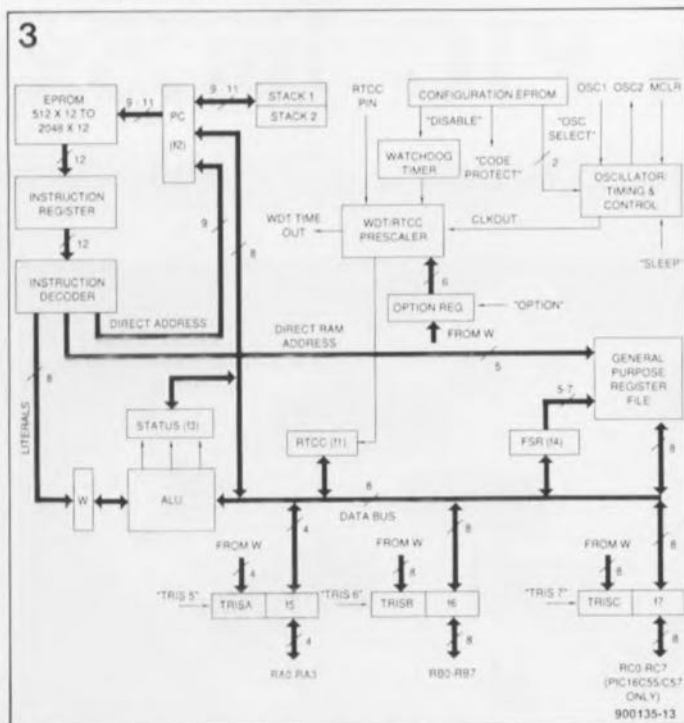 3
EPROM
512 X 12 TO
2048 X 12
9 - 11
PC
(f2)
9 - 11
STACK 1
STACK 2
RTCC
PIN
CONFIGURATION EPROM
OSC1
OSC2
MCLR
"DISABLE"
"CODE
PROTECT"
"OSC
SELECT"
2
WATCHDOG
TIMER
OSCILLATOR
TIMING &
CONTROL
12
INSTRUCTION
REGISTER
12
INSTRUCTION
DECODER
9
8
WDT TIME
OUT
WDT/RTCC
PRESCALER
CLKOUT
"SLEEP"
6
OPTION REG.
"OPTION"
FROM W
DIRECT ADDRESS
DIRECT RAM
ADDRESS
5
GENERAL
PURPOSE
REGISTER
FILE
LITERALS
8
STATUS (f3)
RTCC (f1)
5-7
FSR (f4)
8
W
ALU
8
DATA BUS
FROM W
4
4
FROM W
8
8
FROM W
8
8
"TRIS 5"
TRISA
f5
"TRIS 6"
TRISB
f6
"TRIS 7"
TRISC
f7
4
8
8
RA0-RA3
RB0-RB7
RC0-RC7
(PIC16C55/C57
ONLY)
900135-13